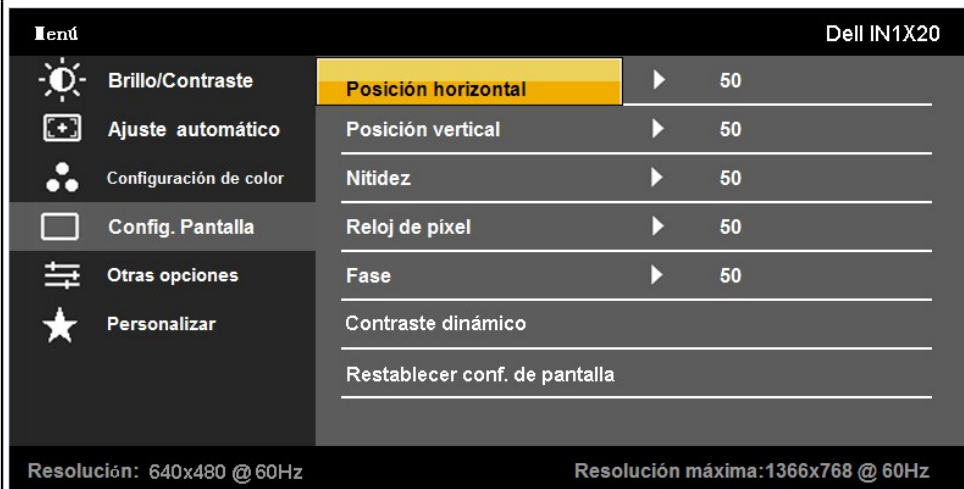 Menú Dell IN1X20
Brillo/Contraste Posición horizontal 50
Ajuste automático Posición vertical 50
Configuración de color Nitidez 50
Config. Pantalla Reloj de píxel 50
Otras opciones Fase 50
Personalizar Contraste dinámico
Restablecer conf. de pantalla
Resolución: 640x480 @ 60Hz Resolución máxima:1366x768 @ 60Hz